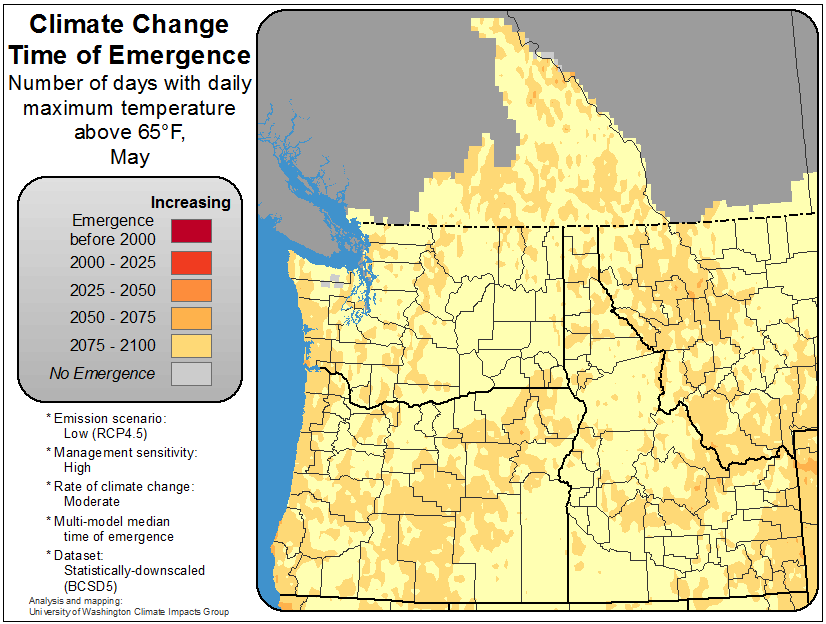 Climate Change
Time of Emergence
Number of days with daily
maximum temperature
above 65°F,
May
Increasing
Emergence
before 2000
2000 - 2025
2025 - 2050
2050 - 2075
2075 - 2100
No Emergence
* Emission scenario:
Low (RCP4.5)
* Management sensitivity:
High
* Rate of climate change:
Moderate
* Multi-model median
time of emergence
* Dataset:
Statistically-downscaled
(BCSD5)
Analysis and mapping:
University of Washington Climate Impacts Group